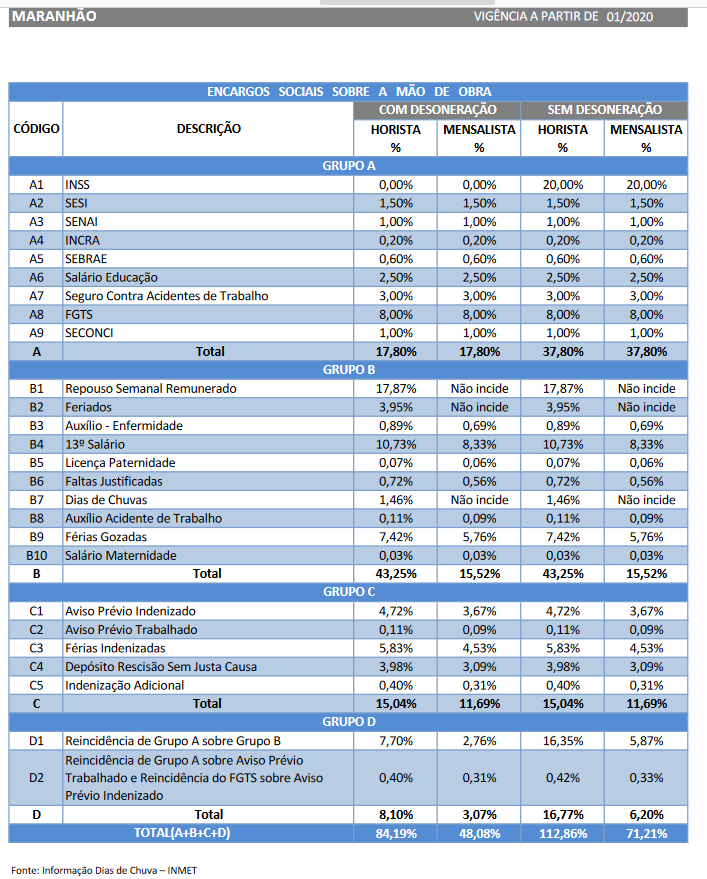 MARANHÃO VIGÊNCIA A PARTIR DE 01/2020
ENCARGOS SOCIAIS SOBRE A MÃO DE OBRA
CÓDIGO DESCRIÇÃO COM DESONERAÇÃO SEM DESONERAÇÃO
HORISTA MENSALISTA HORISTA MENSALISTA
% % % %
GRUPO A
A1 INSS 0,00% 0,00% 20,00% 20,00%
A2 SESI 1,50% 1,50% 1,50% 1,50%
A3 SENAI 1,00% 1,00% 1,00% 1,00%
A4 INCRA 0,20% 0,20% 0,20% 0,20%
A5 SEBRAE 0,60% 0,60% 0,60% 0,60%
A6 Salário Educação 2,50% 2,50% 2,50% 2,50%
A7 Seguro Contra Acidentes de Trabalho 3,00% 3,00% 3,00% 3,00%
A8 FGTS 8,00% 8,00% 8,00% 8,00%
A9 SECONCI 1,00% 1,00% 1,00% 1,00%
A Total 17,80% 17,80% 37,80% 37,80%
GRUPO B
B1 Repouso Semanal Remunerado 17,87% Não incide 17,87% Não incide
B2 Feriados 3,95% Não incide 3,95% Não incide
B3 Auxílio - Enfermidade 0,89% 0,69% 0,89% 0,69%
B4 13º Salário 10,73% 8,33% 10,73% 8,33%
B5 Licença Paternidade 0,07% 0,06% 0,07% 0,06%
B6 Faltas Justificadas 0,72% 0,56% 0,72% 0,56%
B7 Dias de Chuvas 1,46% Não incide 1,46% Não incide
B8 Auxílio Acidente de Trabalho 0,11% 0,09% 0,11% 0,09%
B9 Férias Gozadas 7,42% 5,76% 7,42% 5,76%
B10 Salário Maternidade 0,03% 0,03% 0,03% 0,03%
B Total 43,25% 15,52% 43,25% 15,52%
GRUPO C
C1 Aviso Prévio Indenizado 4,72% 3,67% 4,72% 3,67%
C2 Aviso Prévio Trabalhado 0,11% 0,09% 0,11% 0,09%
C3 Férias Indenizadas 5,83% 4,53% 5,83% 4,53%
C4 Depósito Rescisão Sem Justa Causa 3,98% 3,09% 3,98% 3,09%
C5 Indenização Adicional 0,40% 0,31% 0,40% 0,31%
C Total 15,04% 11,69% 15,04% 11,69%
GRUPO D
D1 Reincidência de Grupo A sobre Grupo B 7,70% 2,76% 16,35% 5,87%
Reincidência de Grupo A sobre Aviso Prévio
D2 Trabalhado e Reincidência do FGTS sobre Aviso 0,40% 0,31% 0,42% 0,33%
Prévio Indenizado
D Total 8,10% 3,07% 16,77% 6,20%
TOTAL(A+B+C+D) 84,19% 48,08% 112,86% 71,21%
Fonte: Informação Dias de Chuva – INMET